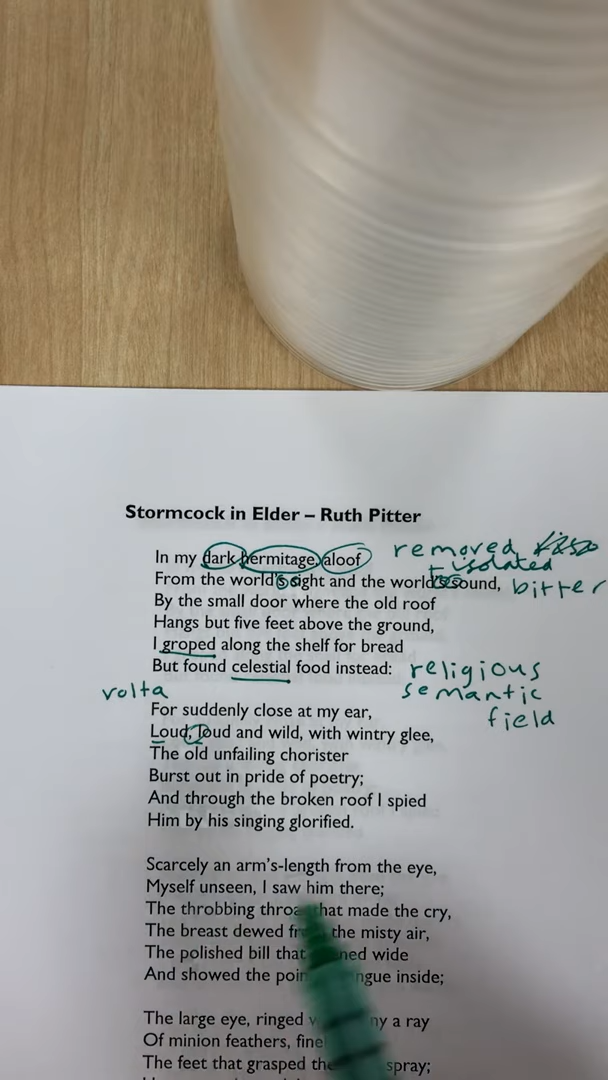 Stormcock in Elder – Ruth Pitter
In my dark hermitage, aloof removed
+ isolated
From the world's sight and the world's sound, bitter
By the small door where the old roof
Hangs but five feet above the ground,
I groped along the shelf for bread
But found celestial food instead: religious
semantic
field
volta
For suddenly close at my ear,
Loud, loud and wild, with wintry glee,
The old unfailing chorister
Burst out in pride of poetry;
And through the broken roof I spied
Him by his singing glorified.
Scarcely an arm's-length from the eye,
Myself unseen, I saw him there;
The throbbing throa that made the cry,
The breast dewed the misty air,
The polished bill that ned wide
And showed the poin ngue inside;
The large eye, ringed ny a ray
Of minion feathers, fine
The feet that grasped the spray;